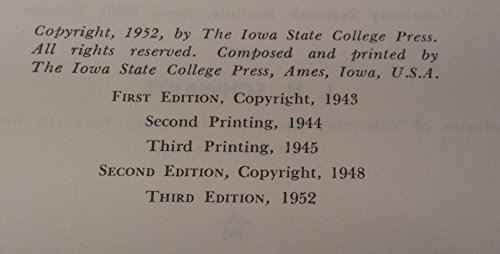 Copyright, 1952, by The Iowa State College Press.
All rights reserved. Composed and printed by
The Iowa State College Press, Ames, Iowa, U.S.A.
FIRST EDITION, Copyright, 1943
Second Printing, 1944
Third Printing, 1945
SECOND EDITION, Copyright, 1948
THIRD EDITION, 1952